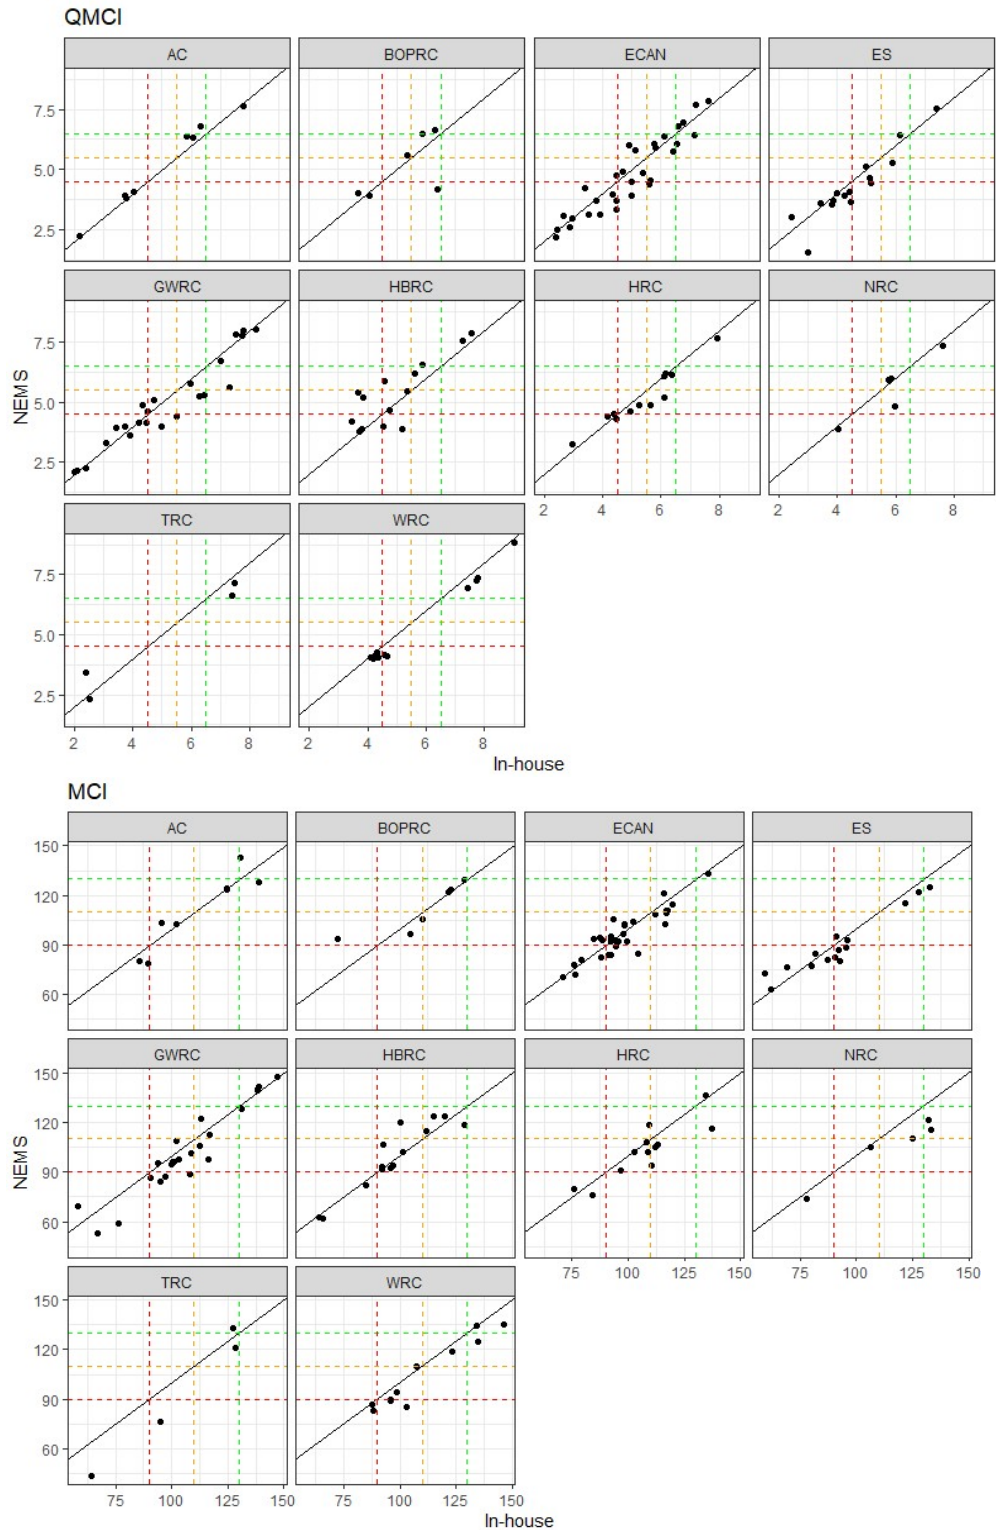 QMCI
AC BOPRC ECAN ES
7.5
5.0
2.5
GWRC HBRC HRC NRC
7.5
5.0
2.5
2 4 6 8 2 4 6 8
TRC WRC
7.5
5.0
2.5
2 4 6 8 2 4 6 8
NEMS
In-house
MCI
AC BOPRC ECAN ES
150
120
90
60
GWRC HBRC HRC NRC
150
120
90
60
75 100 125 150 75 100 125 150
TRC WRC
150
120
90
60
75 100 125 150 75 100 125 150
NEMS
In-house